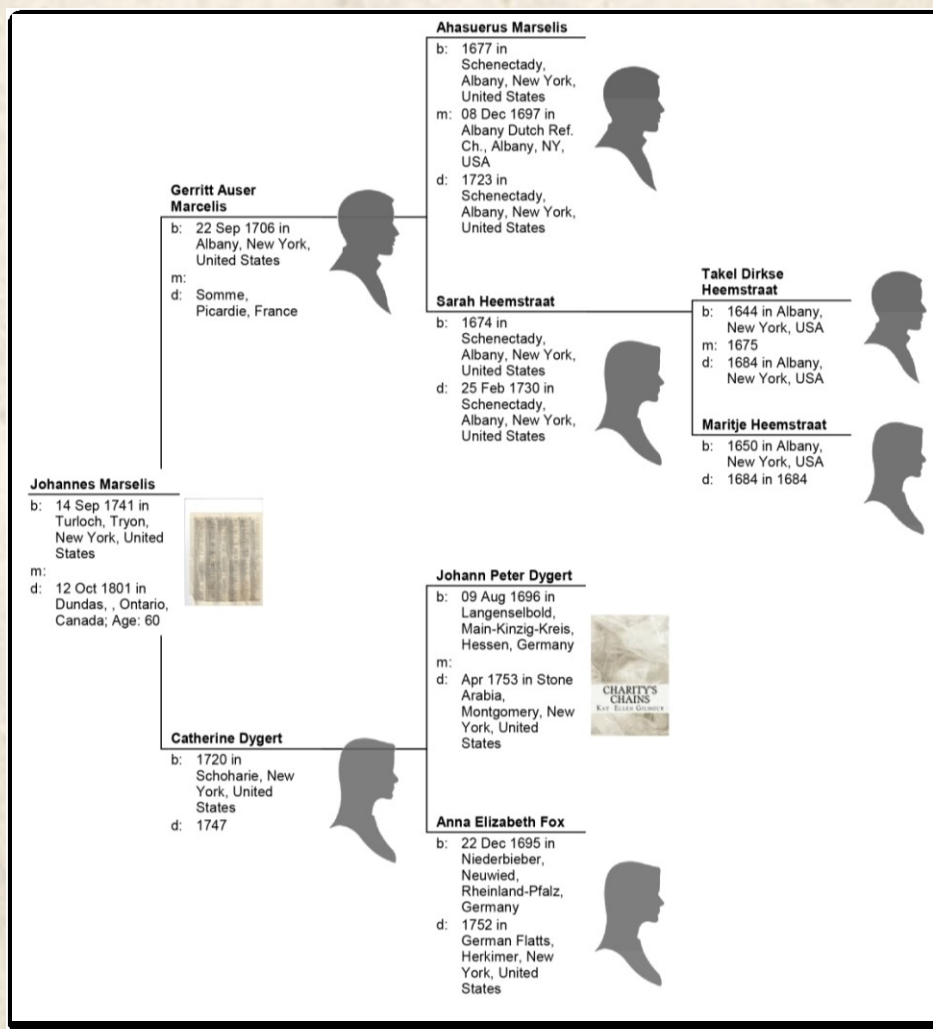 Ahasuerus Marselis
b: 1677 in
Schenectady,
Albany, New York,
United States
m: 08 Dec 1697 in
Albany Dutch Ref.
Ch., Albany, NY,
USA
d: 1723 in
Schenectady,
Albany, New York,
United States
Gerritt Auser
Marcelis
b: 22 Sep 1706 in
Albany, New York,
United States
m:
d: Somme,
Picardie, France
Sarah Heemstraat
b: 1674 in
Schenectady,
Albany, New York,
United States
d: 25 Feb 1730 in
Schenectady,
Albany, New York,
United States
Takel Dirkse
Heemstraat
b: 1644 in Albany,
New York, USA
m: 1675
d: 1684 in Albany,
New York, USA
Maritje Heemstraat
b: 1650 in Albany,
New York, USA
d: 1684 in 1684
Johannes Marselis
b: 14 Sep 1741 in
Turloch, Tryon,
New York, United
States
m:
d: 12 Oct 1801 in
Dundas, , Ontario,
Canada; Age: 60
Johann Peter Dygert
b: 09 Aug 1696 in
Langenselbold,
Main-Kinzig-Kreis,
Hessen, Germany
m:
d: Apr 1753 in Stone
Arabia,
Montgomery, New
York, United
States
CHARITY'S
CHAINS
KAY ELLEN GILMOUR
Catherine Dygert
b: 1720 in
Schoharie, New
York, United
States
d: 1747
Anna Elizabeth Fox
b: 22 Dec 1695 in
Niederbieber,
Neuwied,
Rheinland-Pfalz,
Germany
d: 1752 in
German Flatts,
Herkimer, New
York, United
States